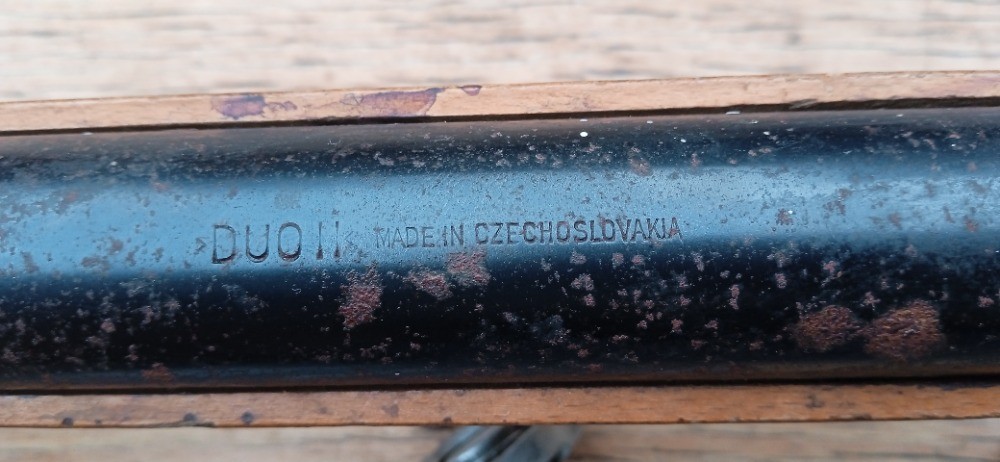 DUO II MADE IN CZECHOSLOVAKIA